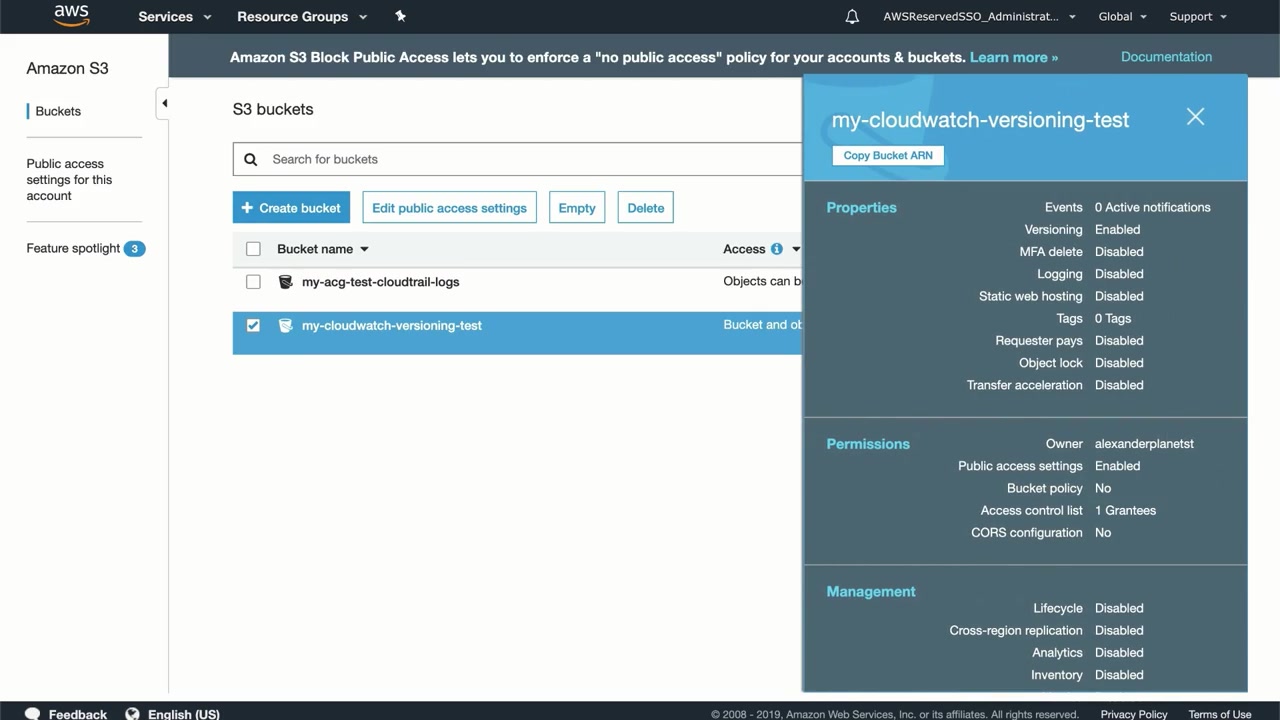 aws
Services
Resource Groups
AWSReservedSSO_Administrat...
Global
Support
Amazon S3
Buckets
Public access
settings for this
account
Feature spotlight 3
Amazon S3 Block Public Access lets you to enforce a "no public access" policy for your accounts & buckets. Learn more »
Documentation
S3 buckets
Search for buckets
+ Create bucket
Edit public access settings
Empty
Delete
Bucket name
Access
my-acg-test-cloudtrail-logs
Objects can b
my-cloudwatch-versioning-test
Bucket and ob
my-cloudwatch-versioning-test
Copy Bucket ARN
Properties
Events 0 Active notifications
Versioning Enabled
MFA delete Disabled
Logging Disabled
Static web hosting Disabled
Tags 0 Tags
Requester pays Disabled
Object lock Disabled
Transfer acceleration Disabled
Permissions
Owner alexanderplanetst
Public access settings Enabled
Bucket policy No
Access control list 1 Grantees
CORS configuration No
Management
Lifecycle Disabled
Cross-region replication Disabled
Analytics Disabled
Inventory Disabled
Feedback
English (US)
© 2008 - 2019, Amazon Web Services, Inc. or its affiliates. All rights reserved.
Privacy Policy
Terms of Use